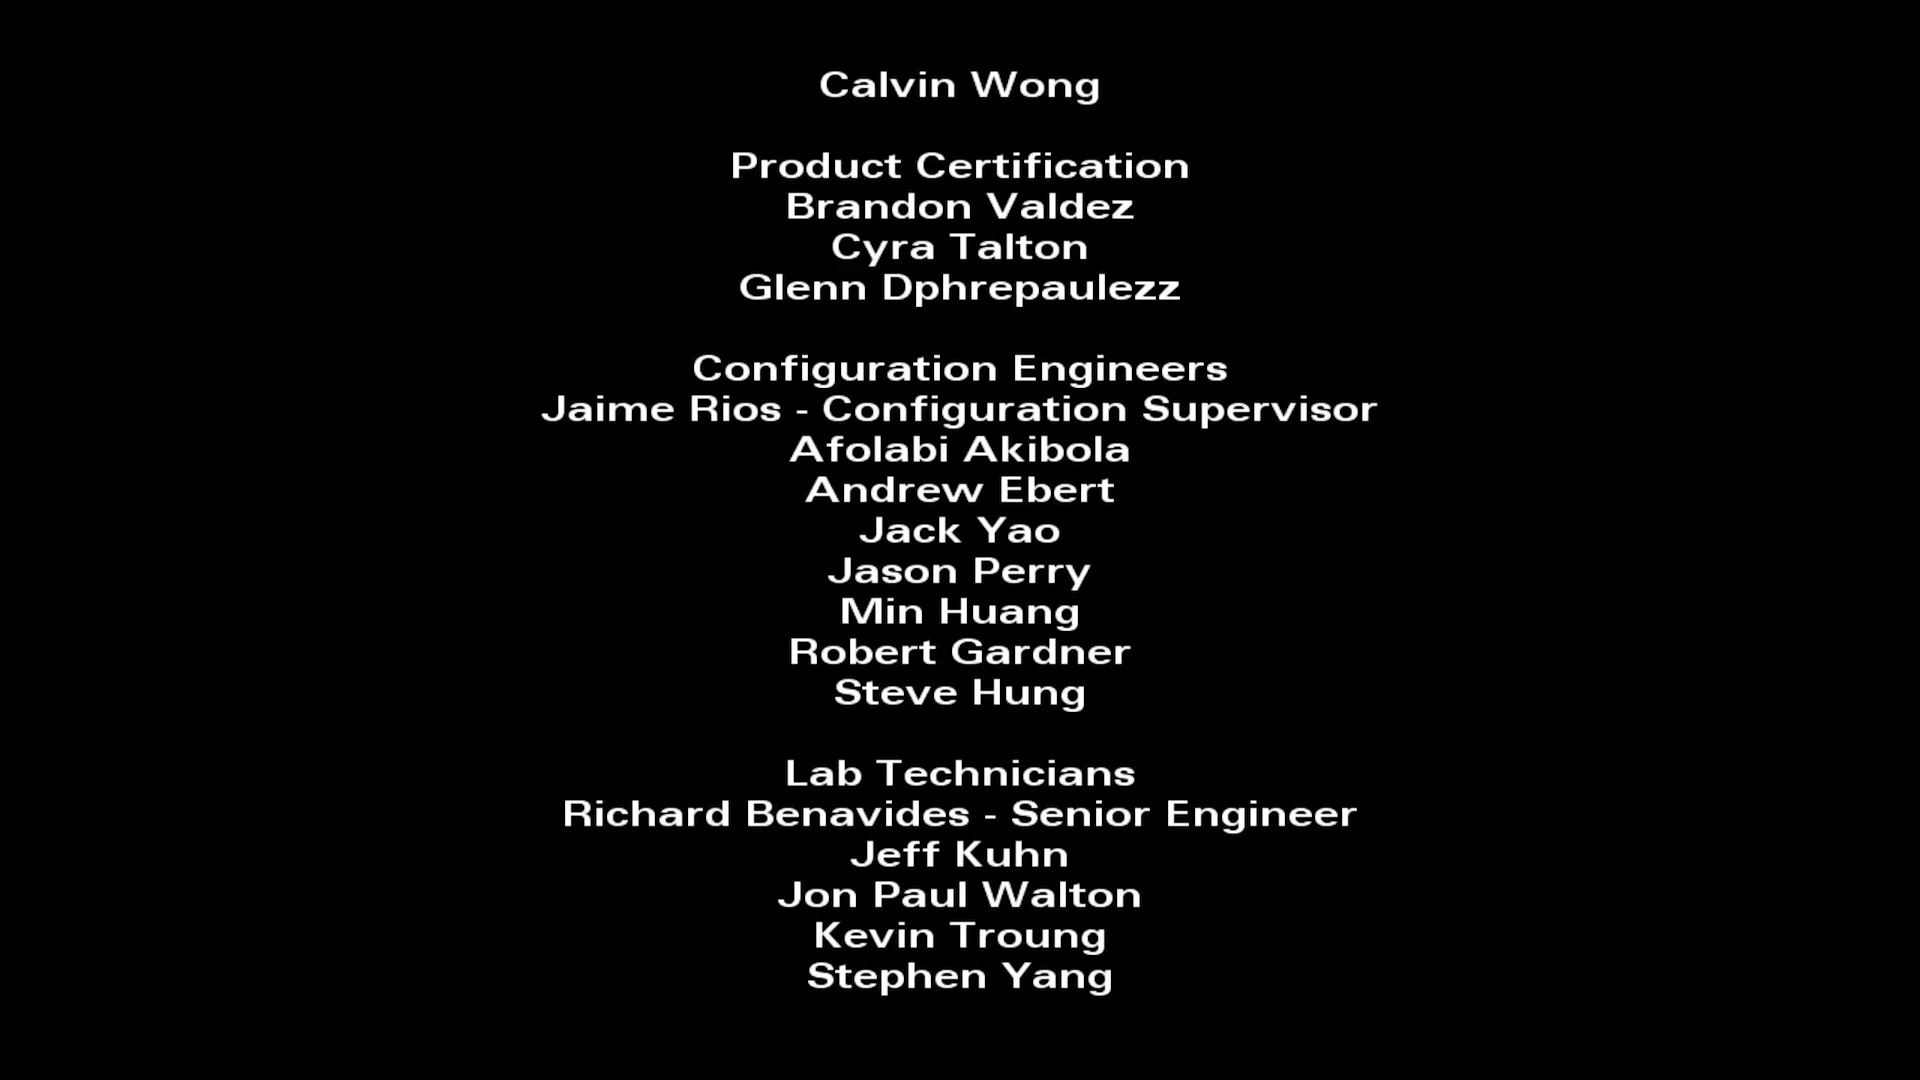 Calvin Wong
Product Certification
Brandon Valdez
Cyra Talton
Glenn Dphrepaulezz
Configuration Engineers
Jaime Rios - Configuration Supervisor
Afolabi Akibola
Andrew Ebert
Jack Yao
Jason Perry
Min Huang
Robert Gardner
Steve Hung
Lab Technicians
Richard Benavides - Senior Engineer
Jeff Kuhn
Jon Paul Walton
Kevin Troung
Stephen Yang